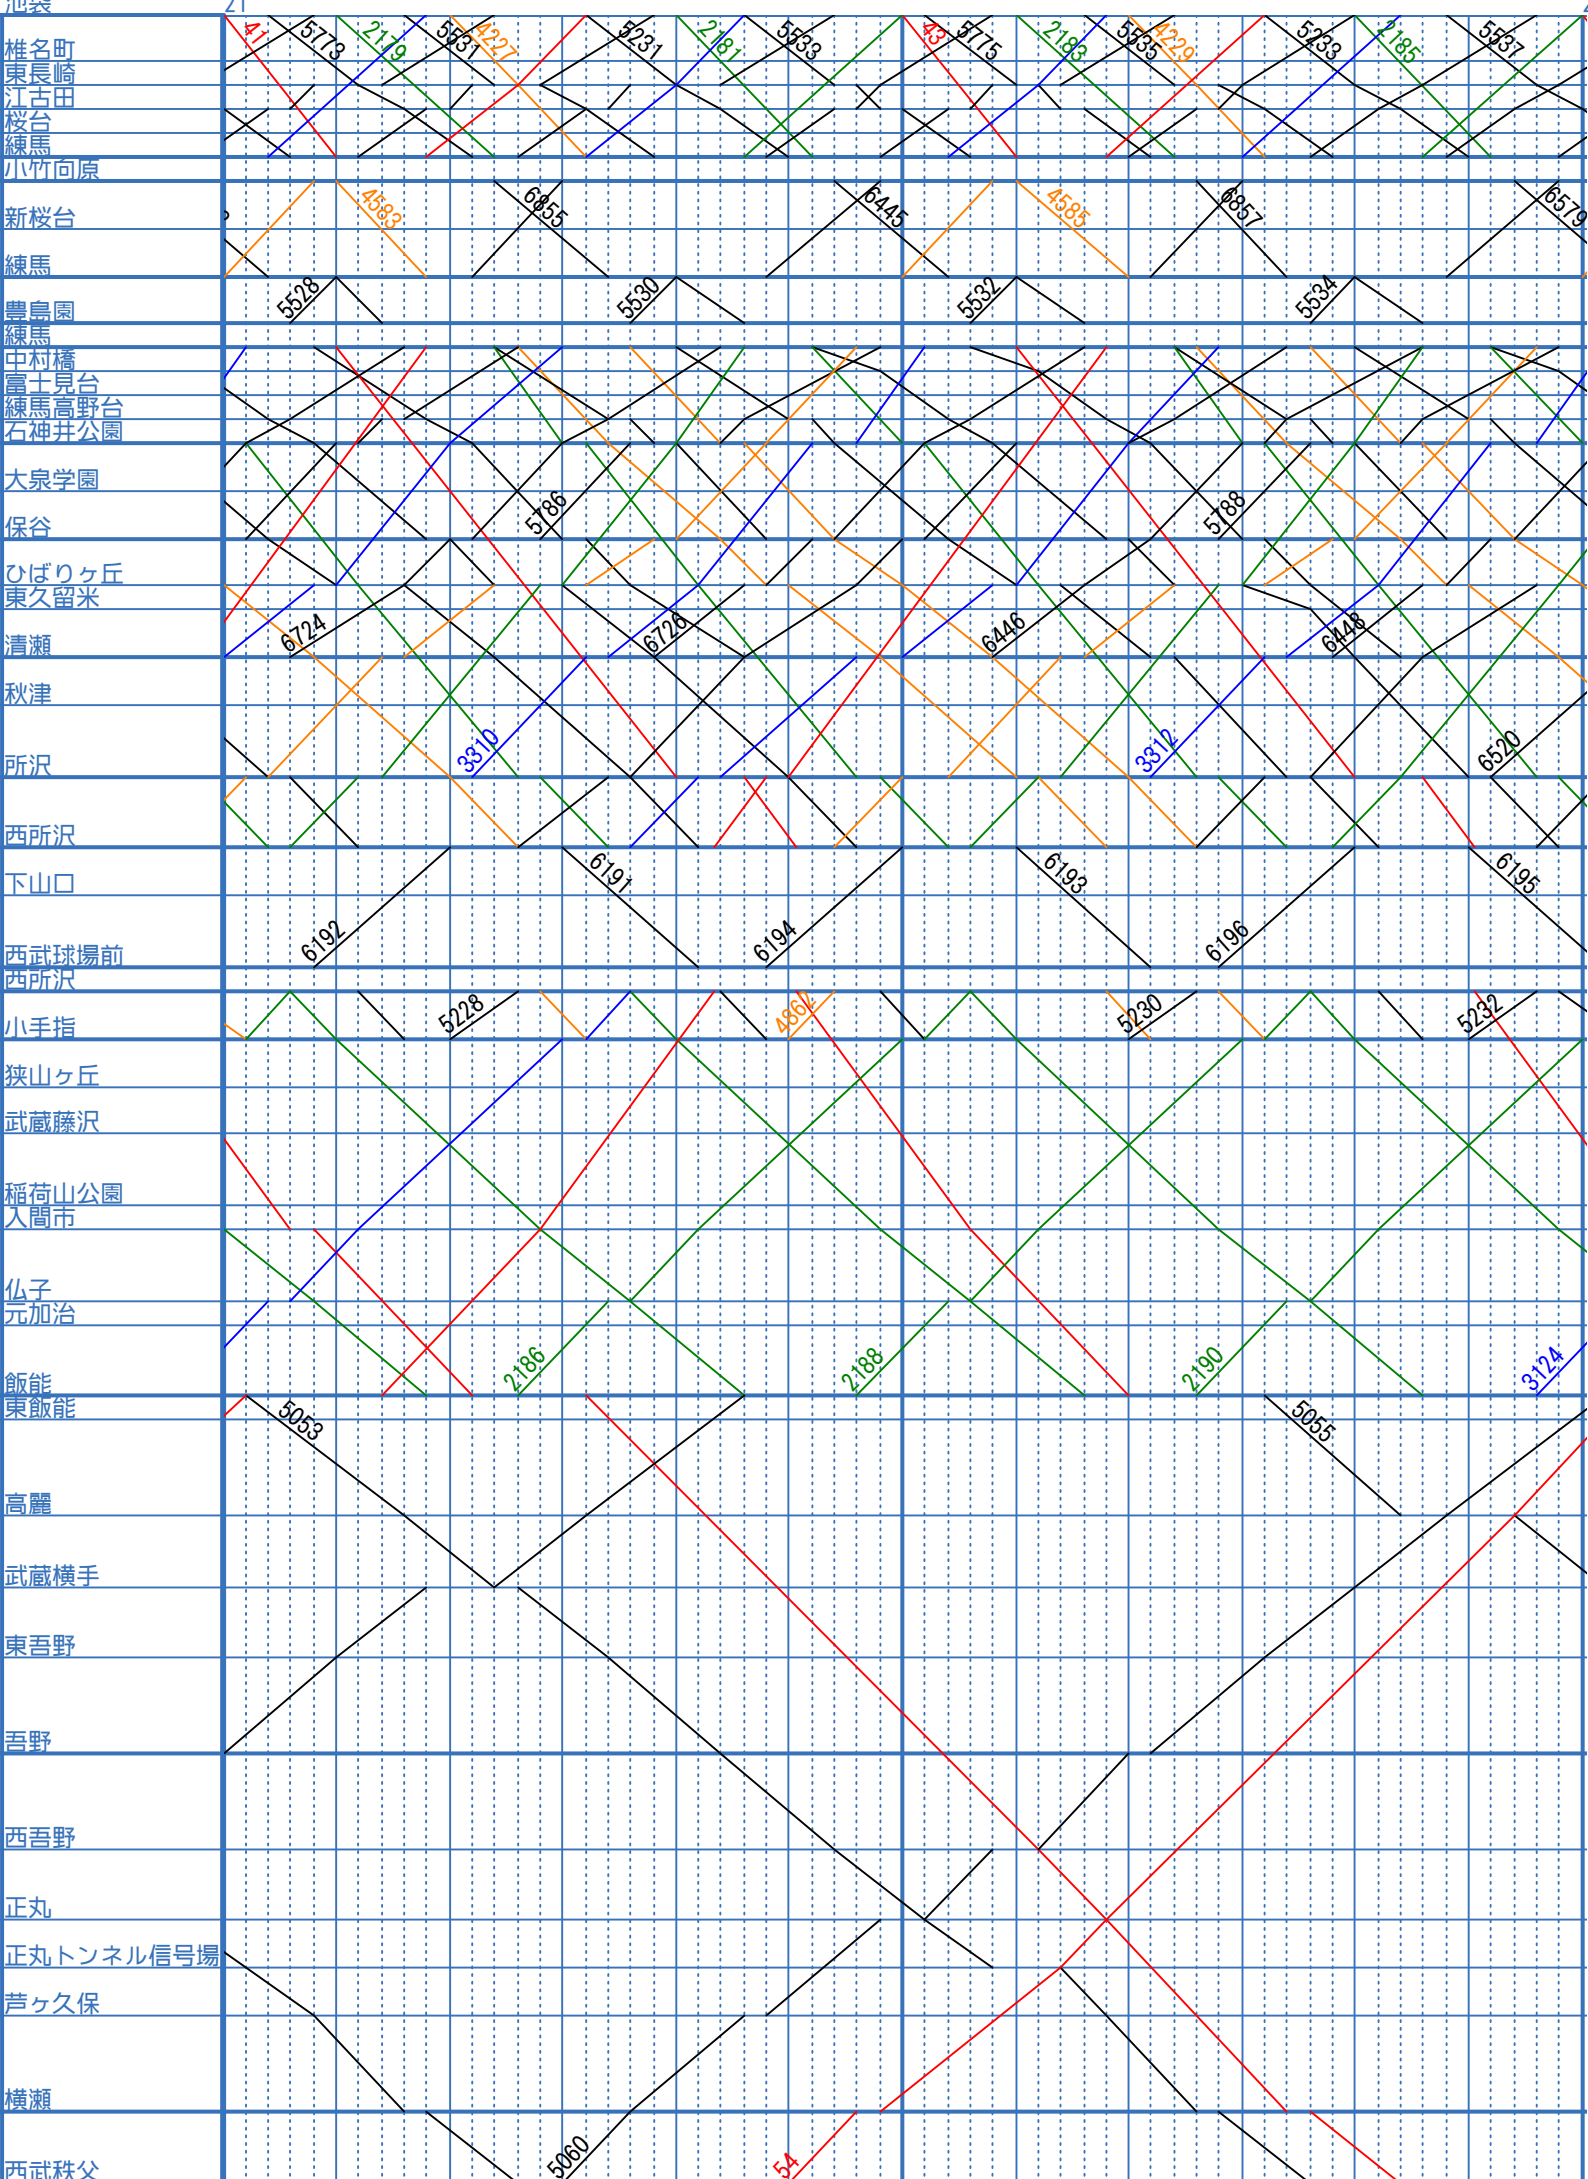 池袋
21
椎名町
41
5773
2179
5531
4227
5231
2181
5533
43
5775
2183
5535
4229
5233
2185
5537
東長崎
江古田
桜台
練馬
小竹向原
新桜台
4583
6855
6445
4585
6857
6579
練馬
豊島園
5528
5530
5532
5534
練馬
中村橋
富士見台
練馬高野台
石神井公園
大泉学園
保谷
5786
5788
ひばりヶ丘
東久留米
清瀬
6724
6726
6446
6448
秋津
所沢
3310
3312
6520
西所沢
下山口
6191
6193
6195
西武球場前
6192
6194
6196
西所沢
小手指
5228
4862
5230
5232
狭山ヶ丘
武蔵藤沢
稲荷山公園
入間市
仏子
元加治
飯能
2186
2188
2190
3124
東飯能
5053
5055
高麗
武蔵横手
東吾野
吾野
西吾野
正丸
正丸トンネル信号場
芦ヶ久保
横瀬
西武秩父
5060
54